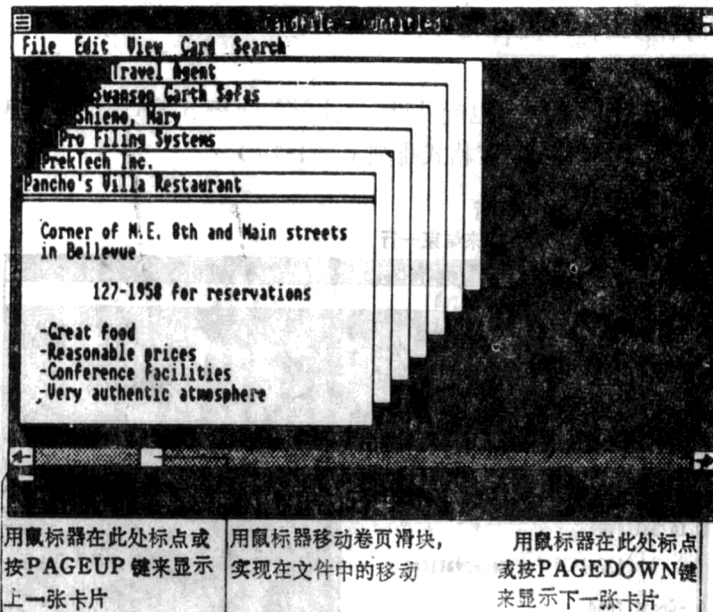 Cardfile - (untitled)
File Edit View Card Search
Travel Agent
Swanson Garth Sofas
Shieno, Mary
Pro Filing Systems
PrekTech Inc.
Pancho's Villa Restaurant
Corner of N.E. 8th and Main streets
in Bellevue
127-1958 for reservations
-Great food
-Reasonable prices
-Conference Facilities
-Very authentic atmosphere
用鼠标器在此处标点或
按PAGEUP 键来显示
上一张卡片
用鼠标器移动卷页滑块,
实现在文件中的移动
用鼠标器在此处标点
或按PAGEDOWN键
来显示下一张卡片